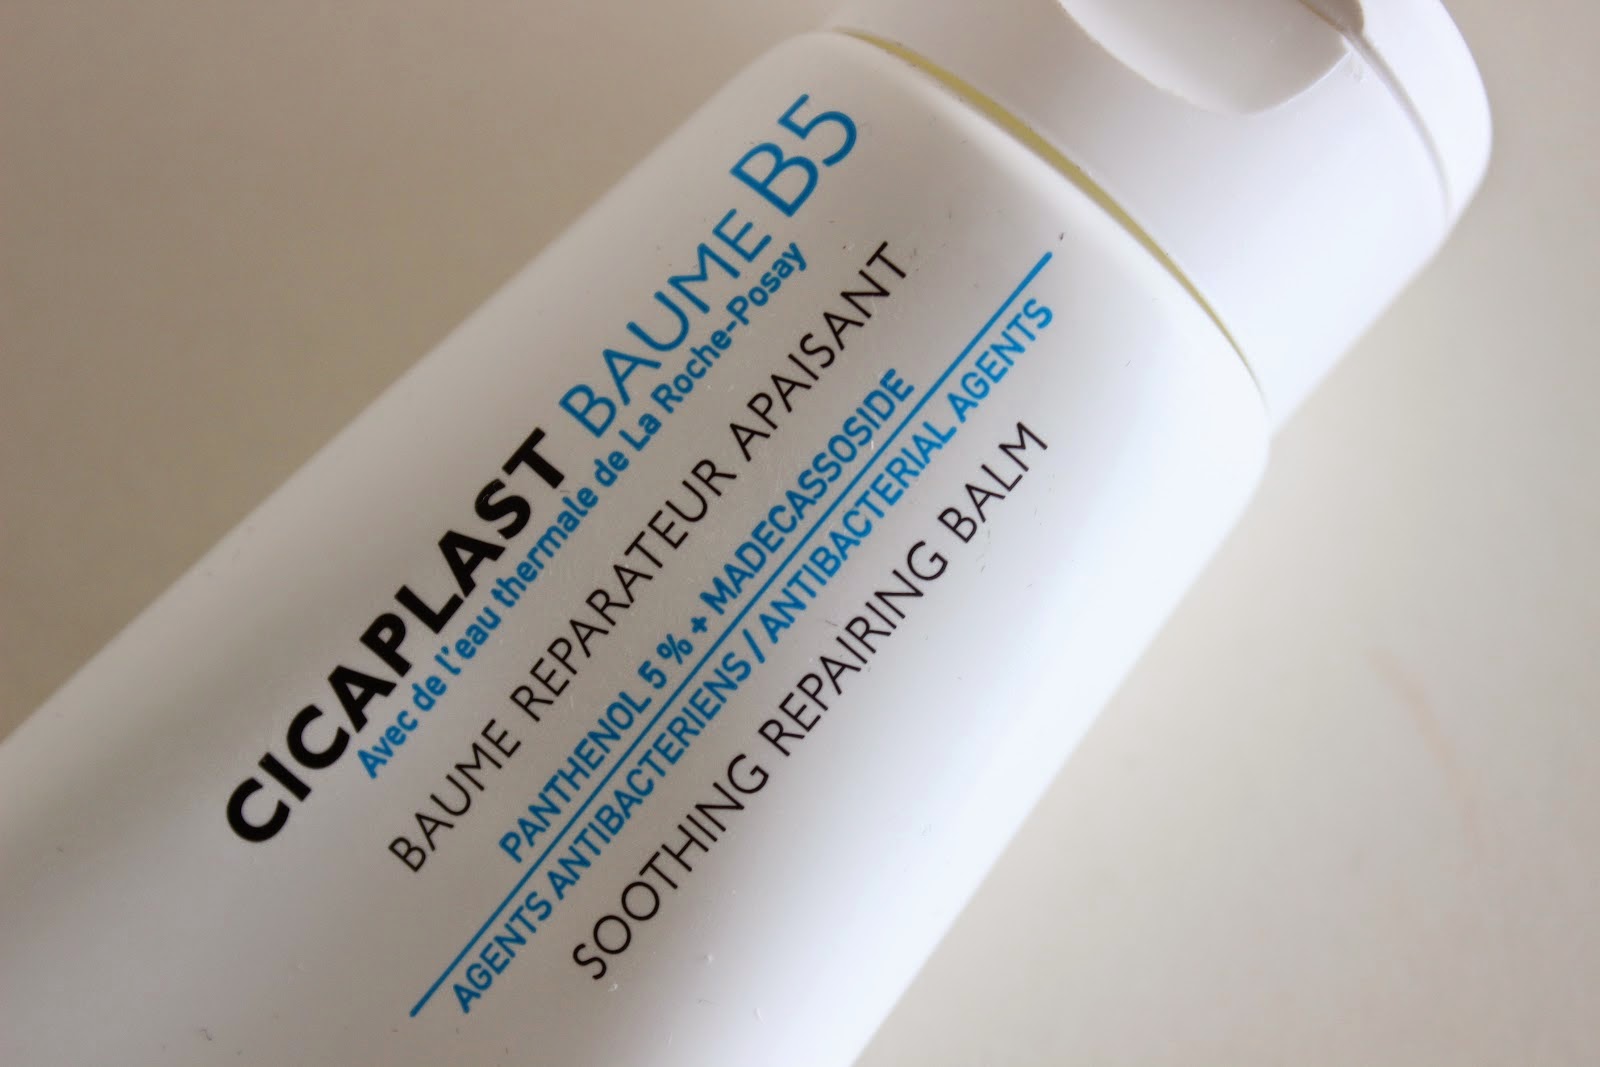 CICAPLAST BAUME B5
Avec de l'eau thermale de La Roche-Posay
BAUME REPARATEUR APAISANT
PANTHENOL 5 % + MADECASSOSIDE
AGENTS ANTIBACTERIENS / ANTIBACTERIAL AGENTS
SOOTHING REPAIRING BALM